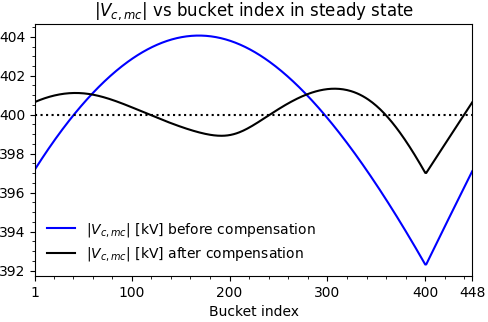 |V_{c,mc}| vs bucket index in steady state
404
402
400
398
396
394
392
|V_{c,mc}| [kV] before compensation
|V_{c,mc}| [kV] after compensation
1 100 200 300 400 448
Bucket index